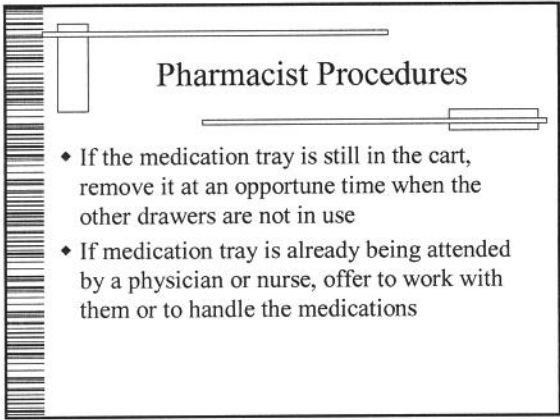 Pharmacist Procedures
◆ If the medication tray is still in the cart,
remove it at an opportune time when the
other drawers are not in use
◆ If medication tray is already being attended
by a physician or nurse, offer to work with
them or to handle the medications